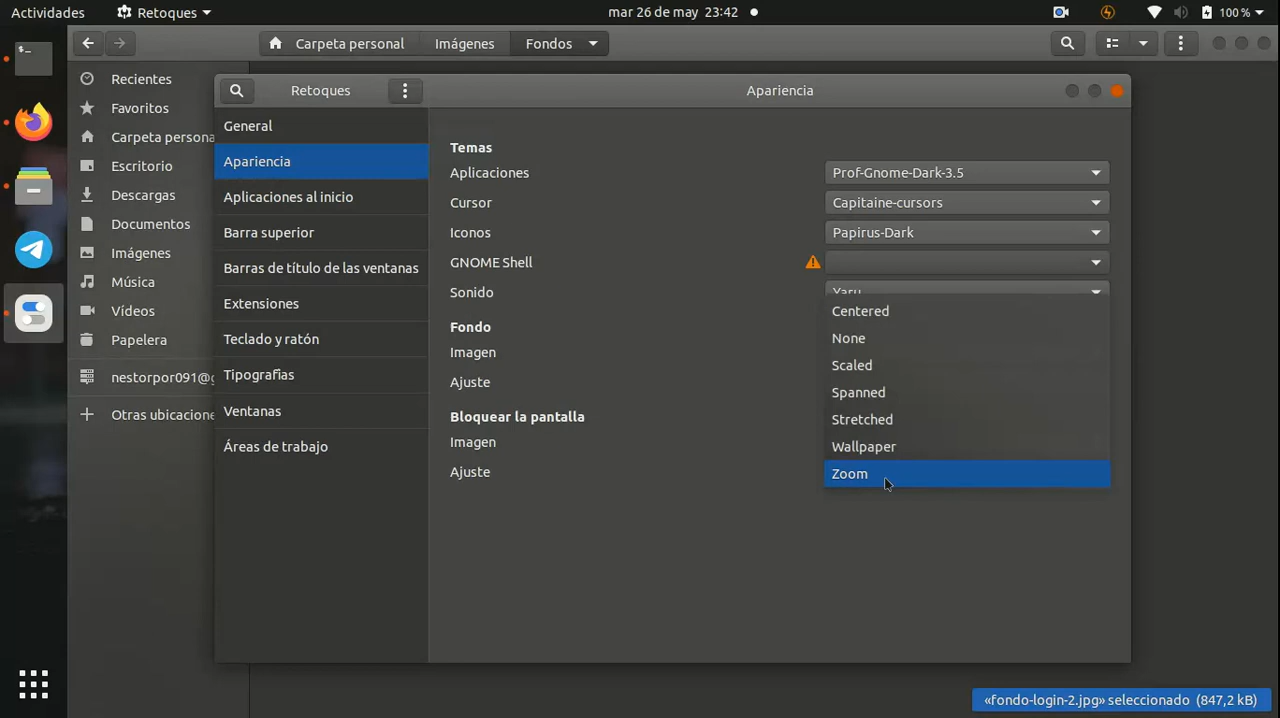 Actividades
Retoques
mar 26 de may 23:42
100 %
Carpeta personal
Imágenes
Fondos
Recientes
Favoritos
Carpeta persona
Escritorio
Descargas
Documentos
Imágenes
Música
Vídeos
Papelera
nestorpor091@g
Otras ubicacione
Retoques
Apariencia
General
Apariencia
Aplicaciones al inicio
Barra superior
Barras de título de las ventanas
Extensiones
Teclado y ratón
Tipografías
Ventanas
Áreas de trabajo
Temas
Aplicaciones
Prof-Gnome-Dark-3.5
Cursor
Capitaine-cursors
Iconos
Papirus-Dark
GNOME Shell
Sonido
Yaru
Fondo
Imagen
Ajuste
Bloquear la pantalla
Imagen
Ajuste
Centered
None
Scaled
Spanned
Stretched
Wallpaper
Zoom
«fondo-login-2.jpg» seleccionado (847,2 kB)